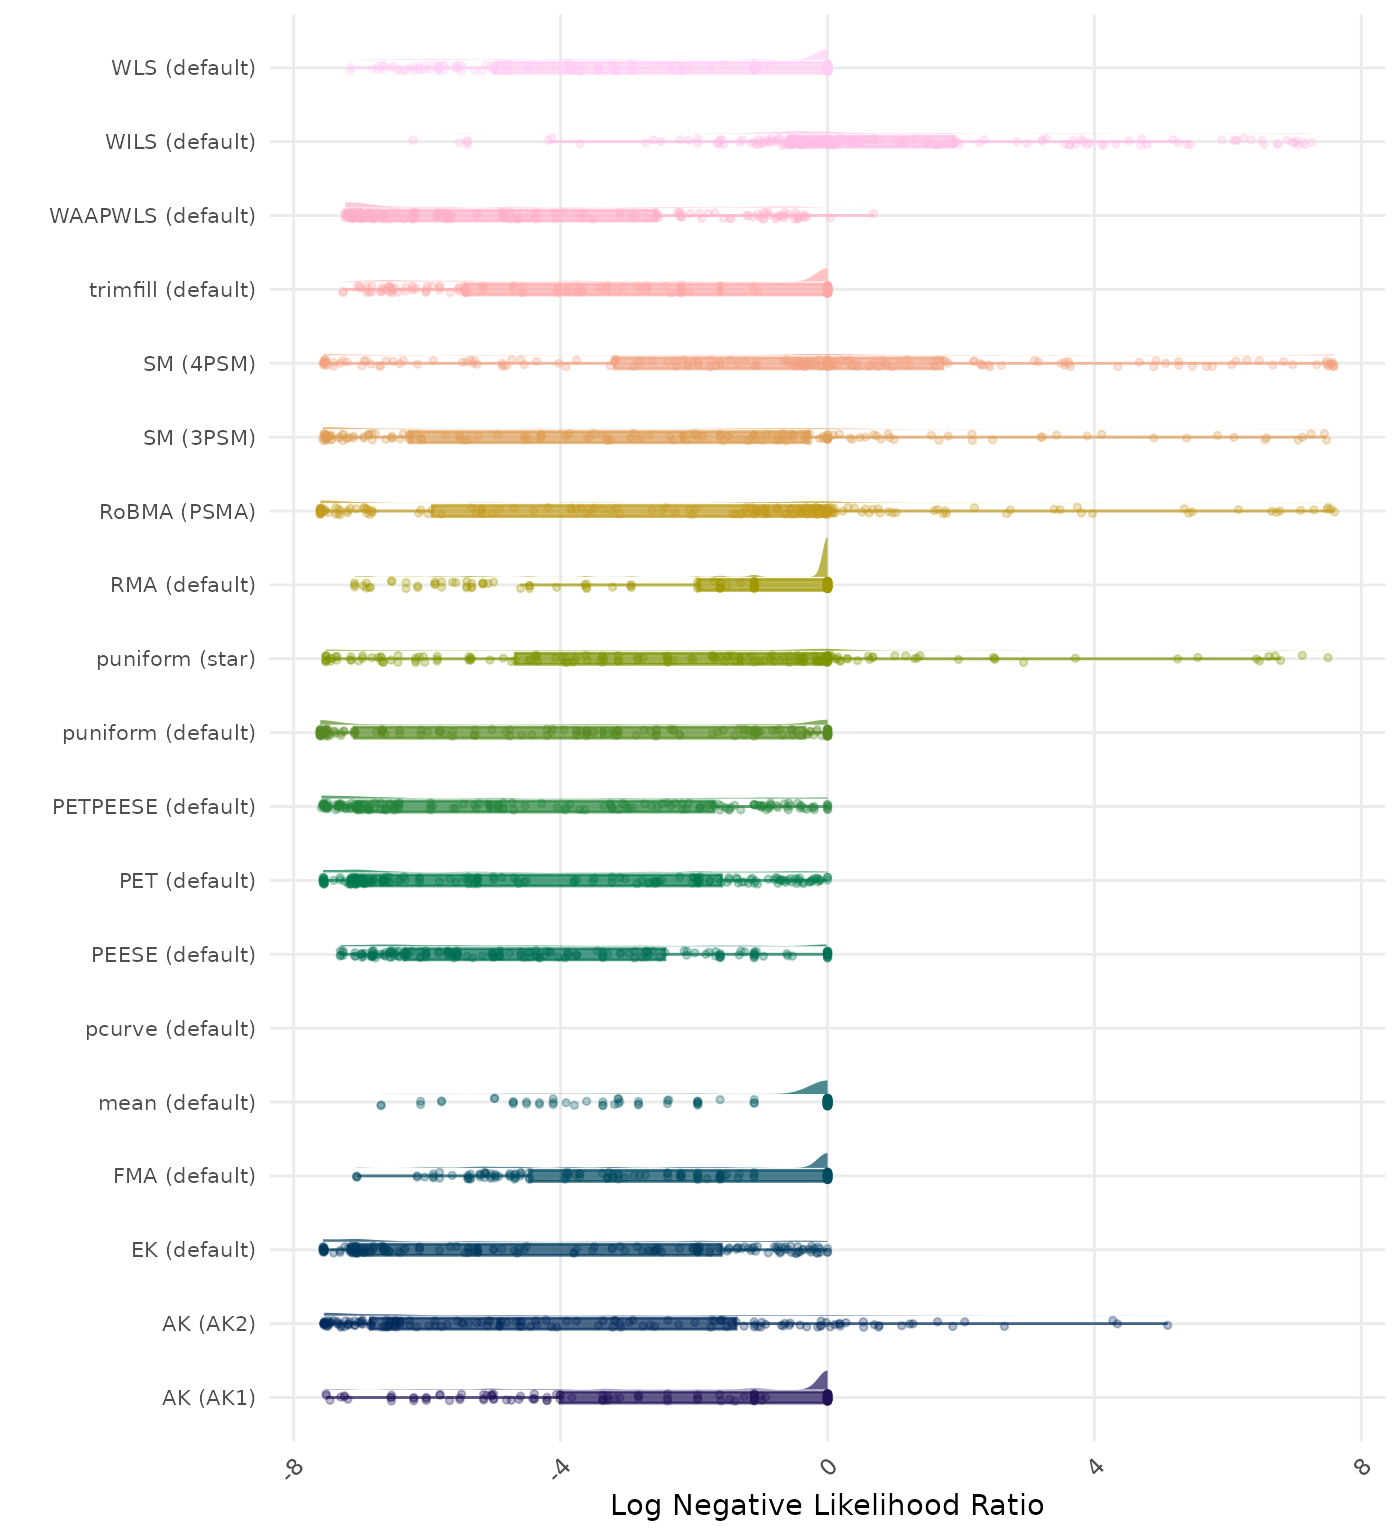 WLS (default)
WILS (default)
WAAPWLS (default)
trimfill (default)
SM (4PSM)
SM (3PSM)
RoBMA (PSMA)
RMA (default)
puniform (star)
puniform (default)
PETPEESE (default)
PET (default)
PEESE (default)
pcurve (default)
mean (default)
FMA (default)
EK (default)
AK (AK2)
AK (AK1)
-8 -4 0 4 8
Log Negative Likelihood Ratio